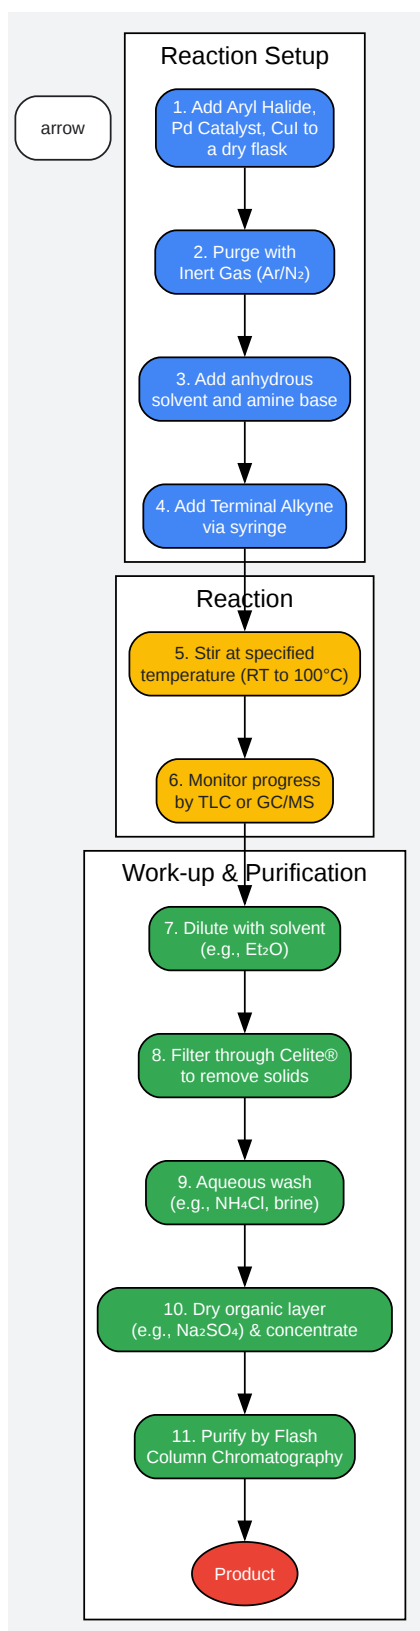 Reaction Setup
arrow
1. Add Aryl Halide,
Pd Catalyst, CuI to
a dry flask
2. Purge with
Inert Gas (Ar/N₂)
3. Add anhydrous
solvent and amine base
4. Add Terminal Alkyne
via syringe
Reaction
5. Stir at specified
temperature (RT to 100°C)
6. Monitor progress
by TLC or GC/MS
Work-up & Purification
7. Dilute with solvent
(e.g., Et₂O)
8. Filter through Celite®
to remove solids
9. Aqueous wash
(e.g., NH₄Cl, brine)
10. Dry organic layer
(e.g., Na₂SO₄) & concentrate
11. Purify by Flash
Column Chromatography
Product